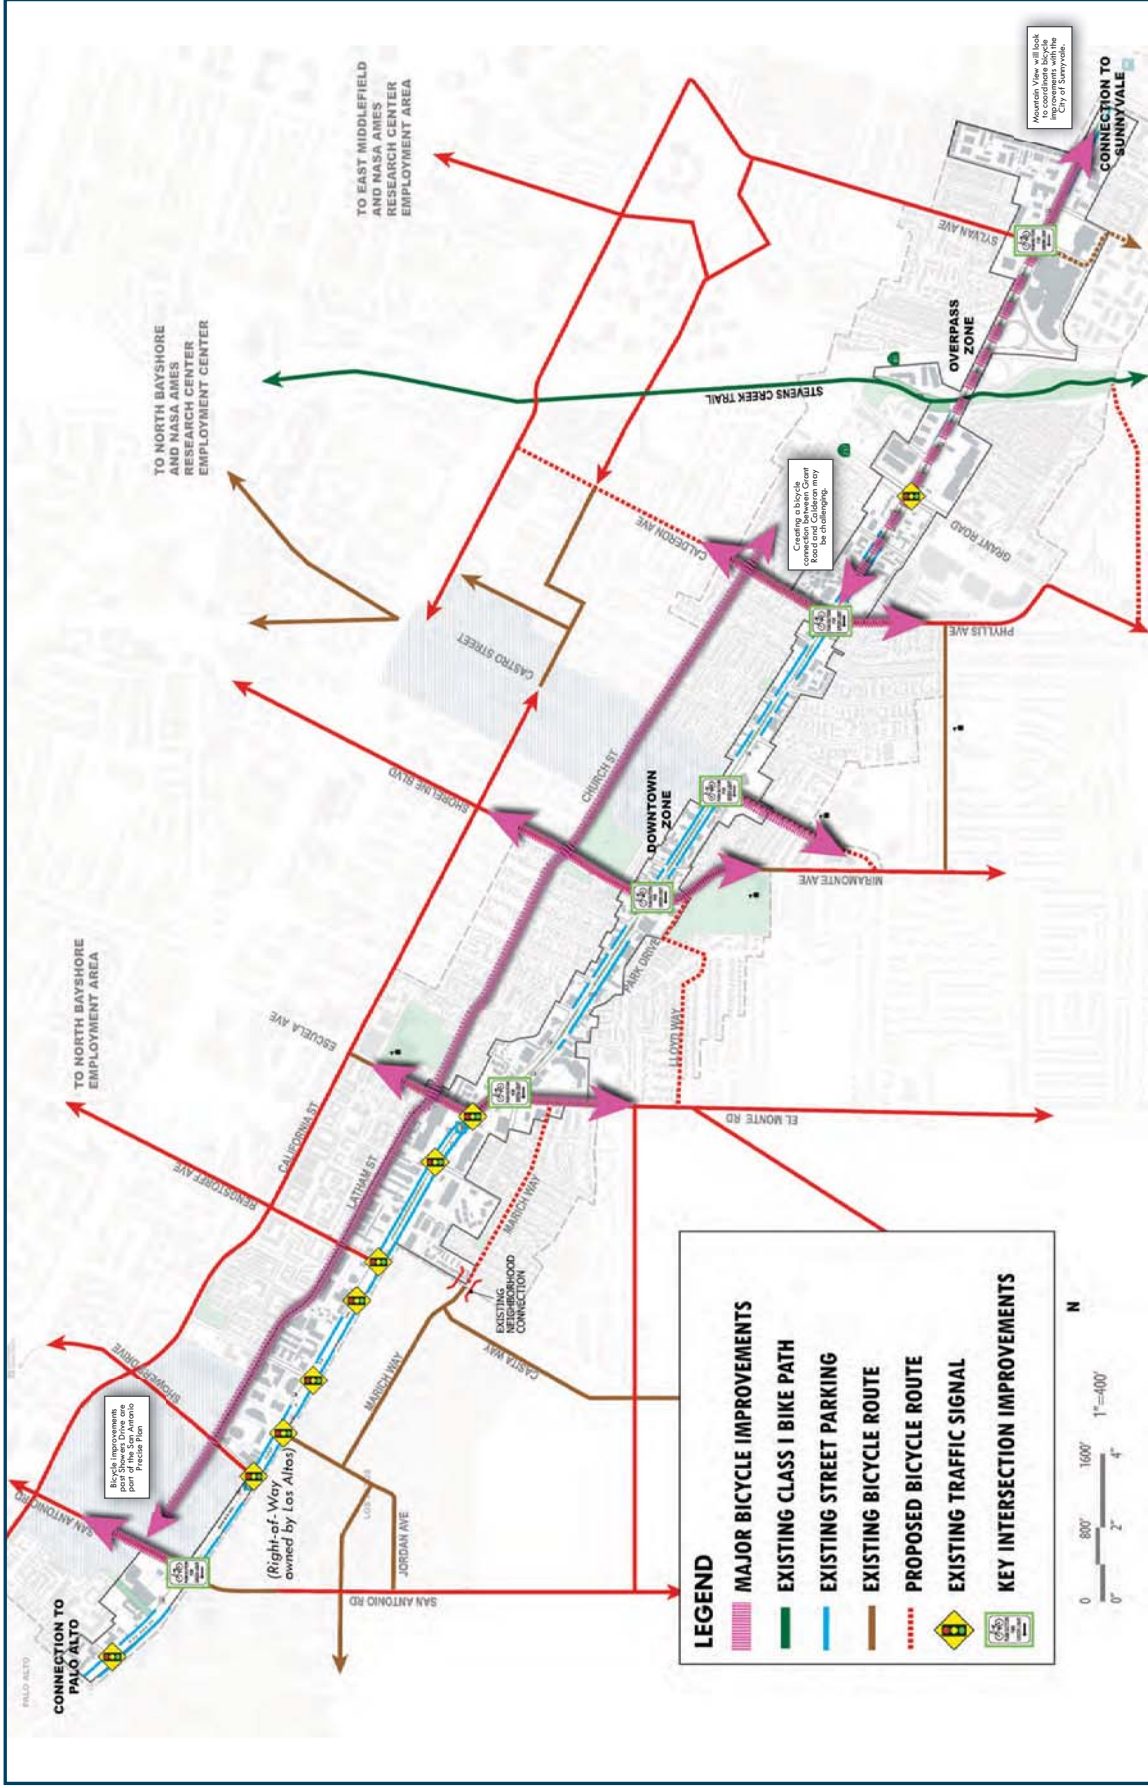 PALO ALTO
CONNECTION TO
PALO ALTO
SAN ANTONIO RD
Bicycle improvements
past Showers Drive are
part of the San Antonio
Precise Plan
SHOWERS DRIVE
(Right-of-Way
owned by Los Altos)
SAN ANTONIO RD
JORDAN AVE
MARICH WAY
CASITA WAY
EXISTING
NEIGHBORHOOD
CONNECTION
MARICH WAY
RENGSTORFF AVE
CALIFORNIA ST
LATHAM ST
TO NORTH BAYSHORE
EMPLOYMENT AREA
ESCUELA AVE
EL MONTE RD
LLOYD WAY
PARK DRIVE
SHORELINE BLVD
DOWNTOWN
ZONE
MIRAMONTE AVE
CHURCH ST
CASTRO STREET
TO NORTH BAYSHORE
AND NASA AMES
RESEARCH CENTER
EMPLOYMENT CENTER
CALDERON AVE
Creating a bicycle
connection between Grant
Road and Calderon may
be challenging.
PHYLLIS AVE
GRANT ROAD
STEVENS CREEK TRAIL
OVERPASS
ZONE
TO EAST MIDDLEFIELD
AND NASA AMES
RESEARCH CENTER
EMPLOYMENT AREA
SYLVAN AVE
Mountain View will look
to coordinate bicycle
improvements with the
City of Sunnyvale.
CONNECTION TO
SUNNYVALE
LEGEND
MAJOR BICYCLE IMPROVEMENTS
EXISTING CLASS I BIKE PATH
EXISTING STREET PARKING
EXISTING BICYCLE ROUTE
PROPOSED BICYCLE ROUTE
EXISTING TRAFFIC SIGNAL
KEY INTERSECTION IMPROVEMENTS
0 800' 1600' 1"=400'
0" 2" 4"
N